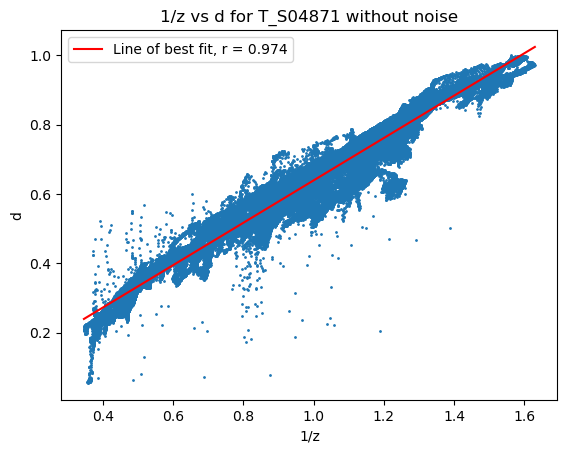 1/z vs d for T_S04871 without noise
Line of best fit, r = 0.974
1.0
0.8
0.6
0.4
0.2
d
0.4 0.6 0.8 1.0 1.2 1.4 1.6
1/z